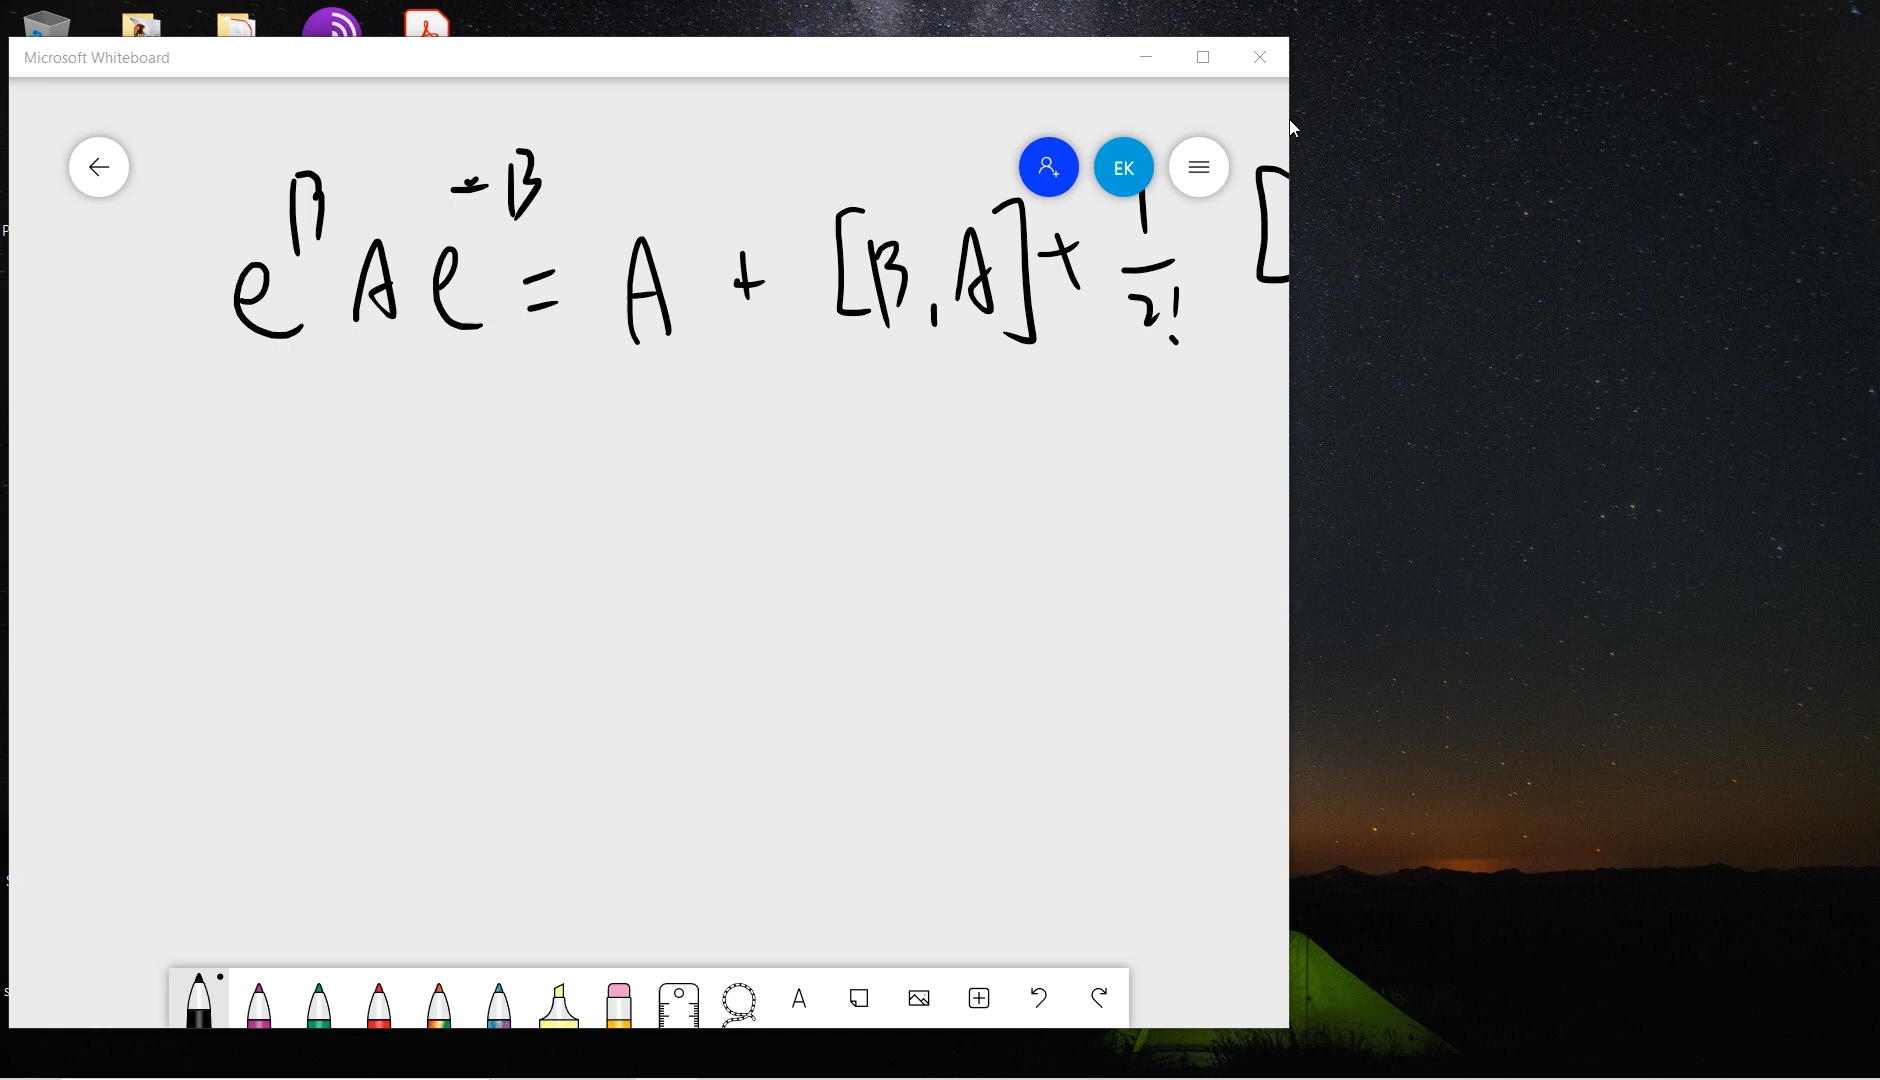 Microsoft Whiteboard
EK
e^B A e^-B = A + [B, A] + 1/2! [
A